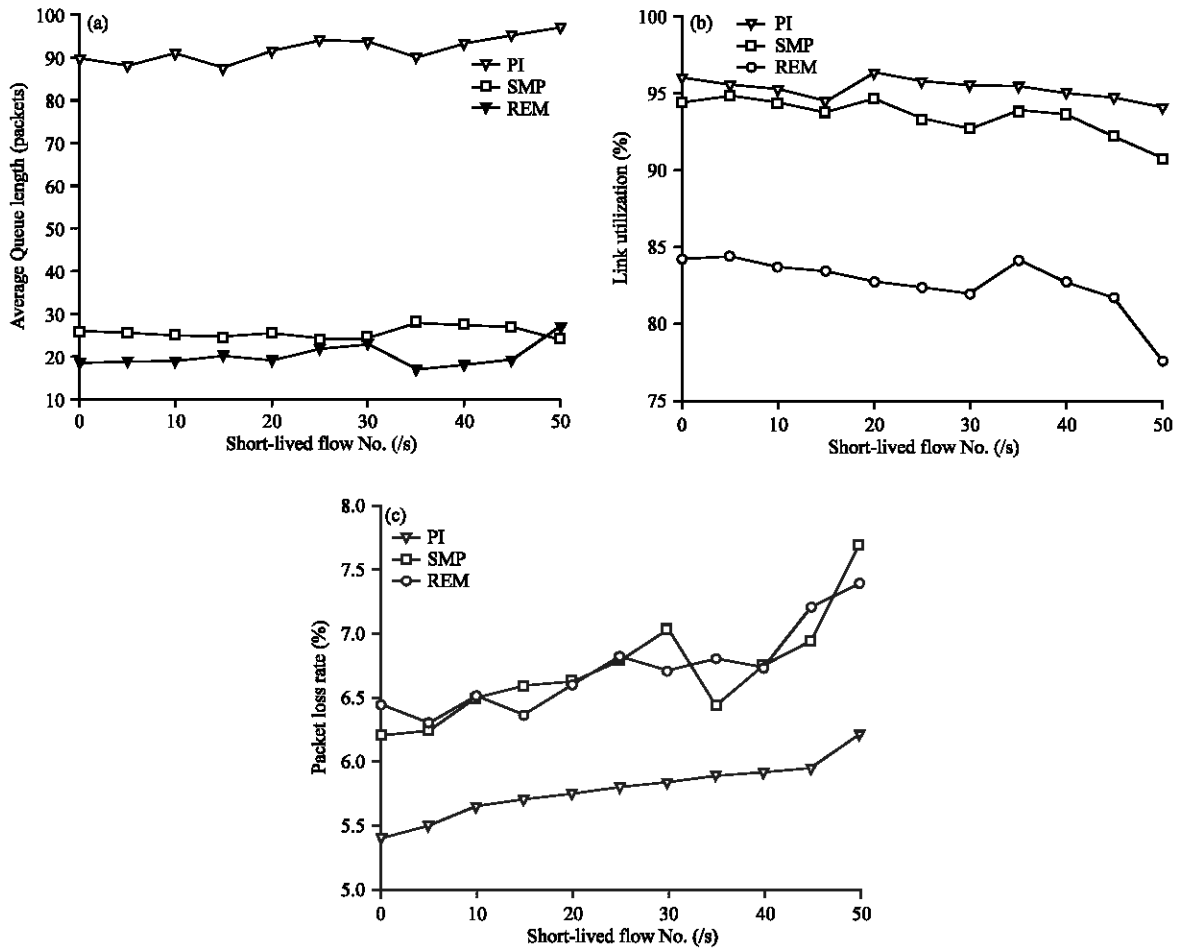 (a)
100
90
80
70
60
50
40
30
20
10
0
10
20
30
40
50
Average Queue length (packets)
Short-lived flow No. (/s)
PI
SMP
REM
(b)
100
95
90
85
80
75
0
10
20
30
40
50
Link utilization (%)
Short-lived flow No. (/s)
PI
SMP
REM
(c)
8.0
7.5
7.0
6.5
6.0
5.5
5.0
0
10
20
30
40
50
Packet loss rate (%)
Short-lived flow No. (/s)
PI
SMP
REM